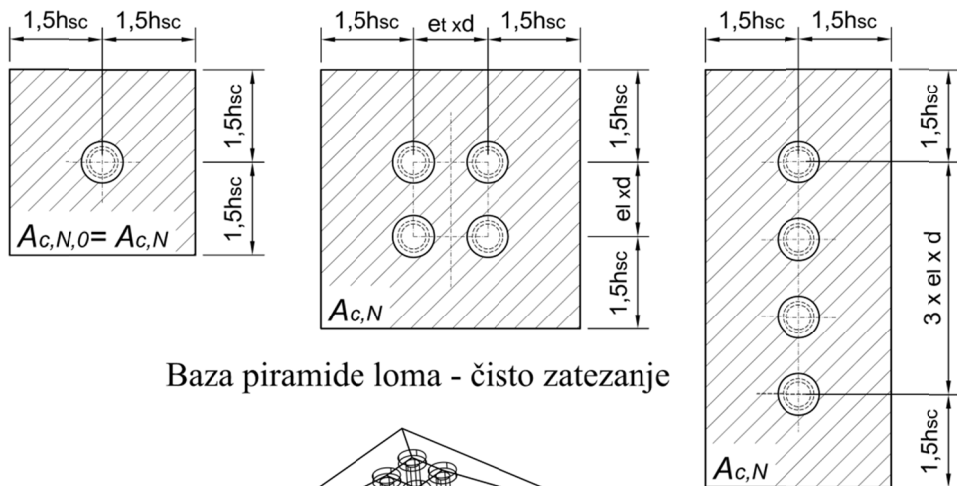 1,5hsc 1,5hsc
1,5hsc
1,5hsc
Ac,N,0= Ac,N
1,5hsc et xd 1,5hsc
1,5hsc
el xd
1,5hsc
Ac,N
1,5hsc 1,5hsc
1,5hsc
3 x el x d
1,5hsc
Ac,N
Baza piramide loma - čisto zatezanje